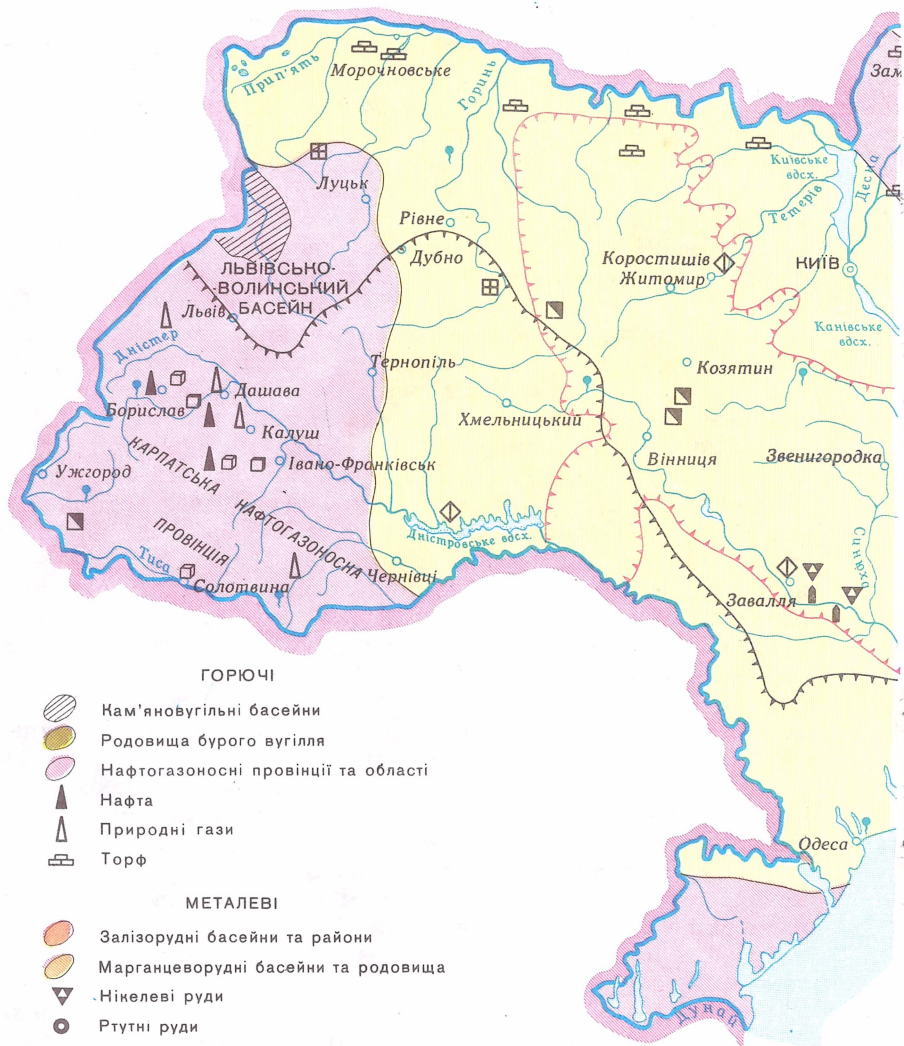 Прип'ять
Морочновське
Горинь
Зам
Київське
вдсх.
Десна
Тетерів
Луцьк
Рівне
Дубно
Коростишів
Житомир
КИЇВ
ЛЬВІВСЬКО-
ВОЛИНСЬКИЙ
БАСЕЙН
Львів
Канівське
вдсх.
Дністер
Тернопіль
Козятин
Дашава
Борислав
Хмельницький
Калуш
КАРПАТСЬКА
Вінниця
Звенигородка
Ужгород
Івано-Франківськ
НАФТОГАЗОНОСНА
ПРОВІНЦІЯ
Дністровське вдсх.
Синюха
Тиса
Солотвина
Чернівці
Завалля
ГОРЮЧІ
Кам'яновугільні басейни
Родовища бурого вугілля
Нафтогазоносні провінції та області
Нафта
Природні гази
Торф
Одеса
МЕТАЛЕВІ
Залізорудні басейни та райони
Марганцеворудні басейни та родовища
Нікелеві руди
Ртутні руди
Дунай